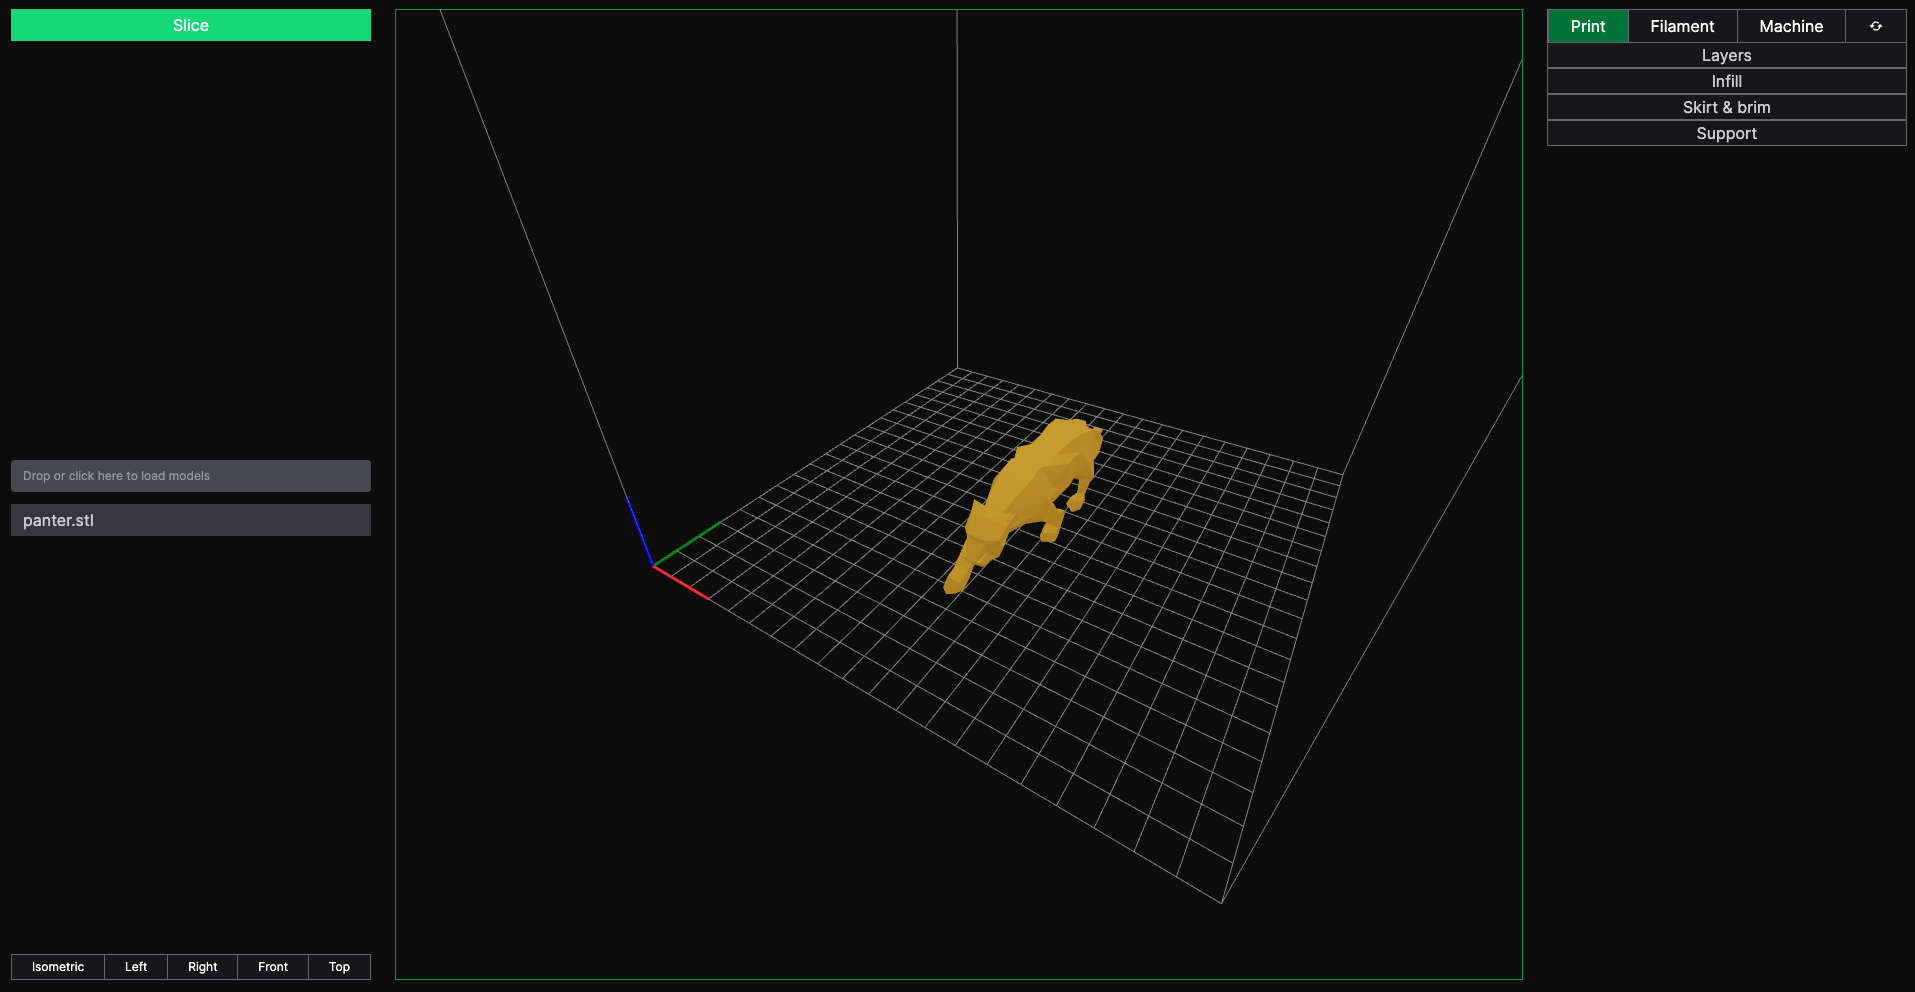 Slice
Drop or click here to load models
panter.stl
Isometric Left Right Front Top
Print Filament Machine
Layers
Infill
Skirt & brim
Support